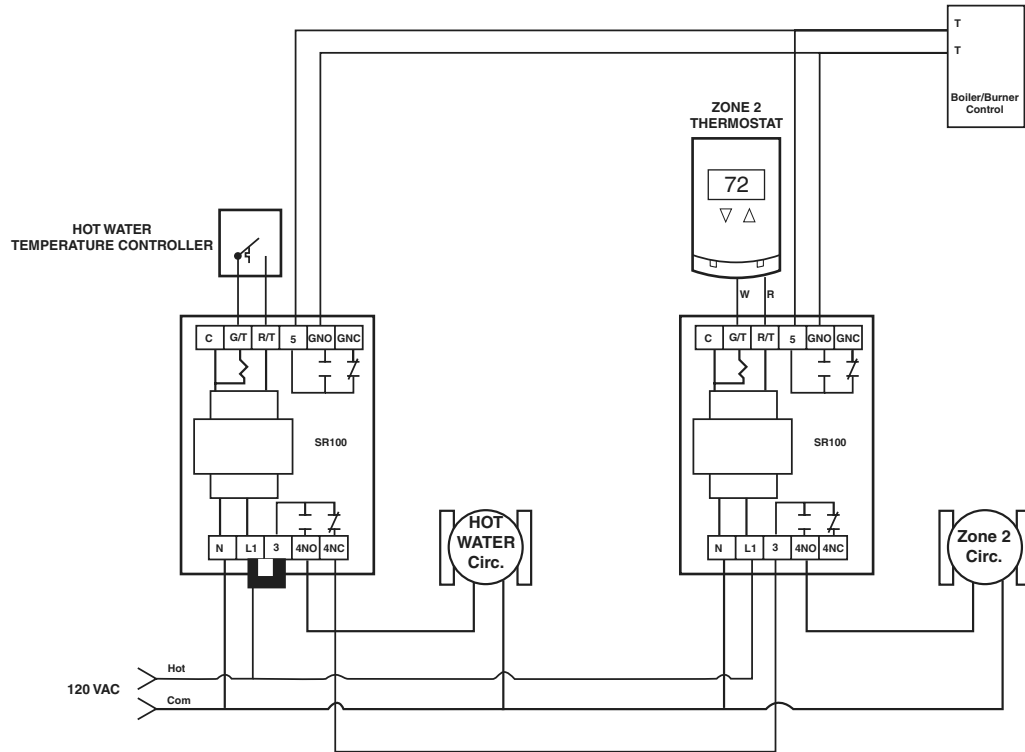 T
T
Boiler/Burner
Control
ZONE 2
THERMOSTAT
72
HOT WATER
TEMPERATURE CONTROLLER
W R
C G/T R/T 5 GNO GNC
C G/T R/T 5 GNO GNC
SR100
SR100
N L1 3 4NO 4NC
HOT
WATER
Circ.
N L1 3 4NO 4NC
Zone 2
Circ.
120 VAC
Hot
Com